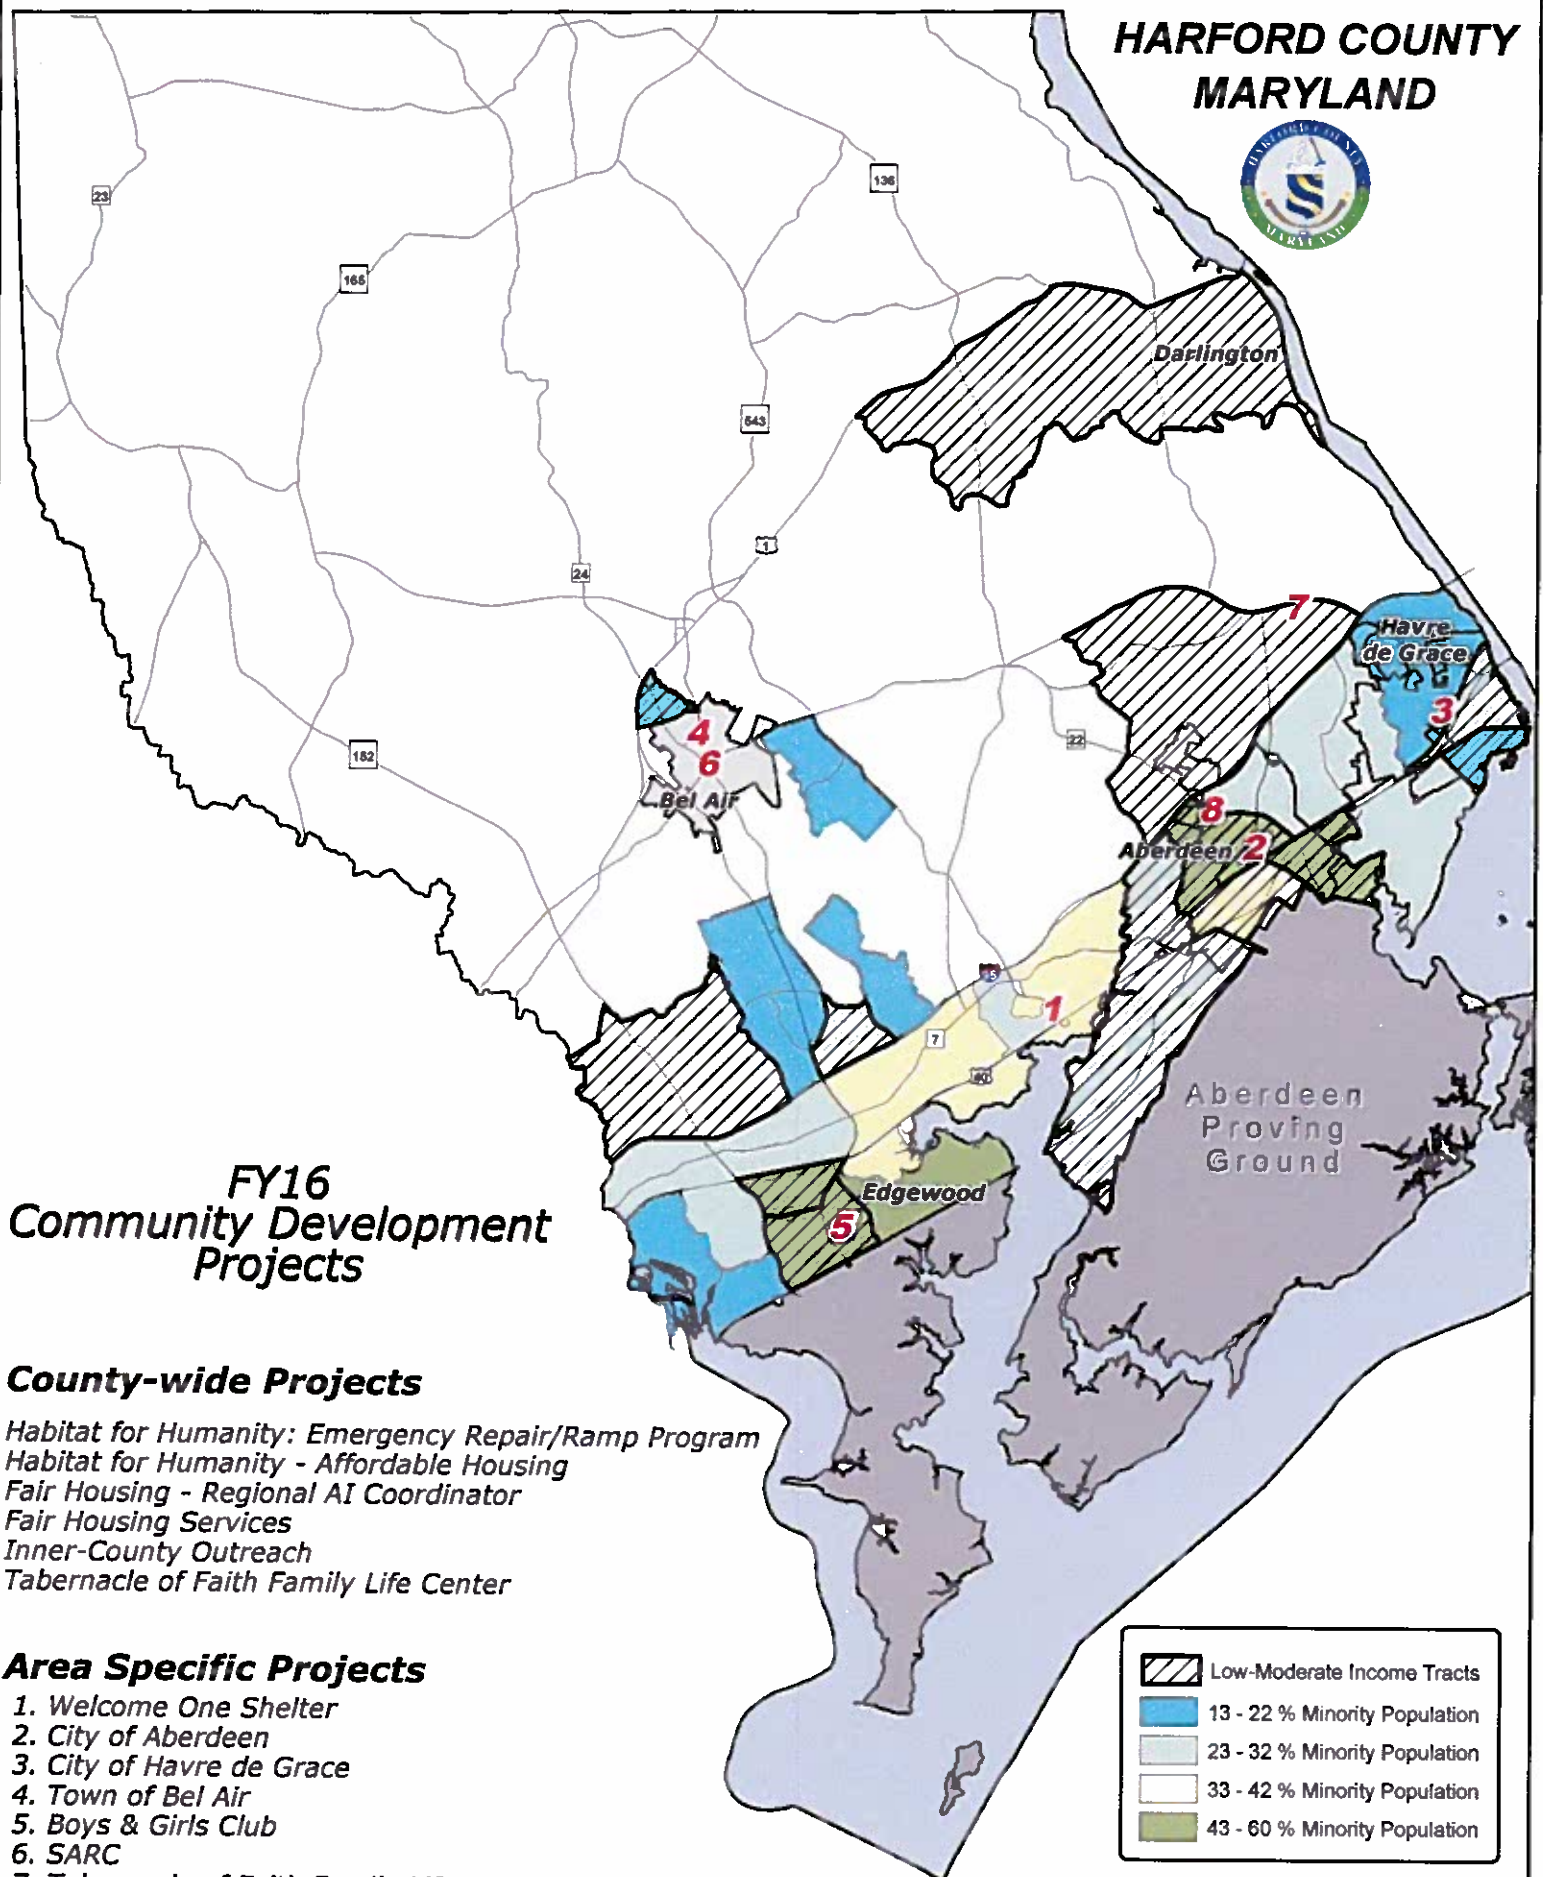 HARFORD COUNTY
MARYLAND
HARFORD COUNTY
MARYLAND
23
136
165
Darlington
543
1
24
7
Havre
de Grace
3
4
6
Bel Air
22
152
8
Aberdeen 2
95
1
7
40
Aberdeen
Proving
Ground
Edgewood
5
FY16
Community Development
Projects
County-wide Projects
Habitat for Humanity: Emergency Repair/Ramp Program
Habitat for Humanity - Affordable Housing
Fair Housing - Regional AI Coordinator
Fair Housing Services
Inner-County Outreach
Tabernacle of Faith Family Life Center
Area Specific Projects
1. Welcome One Shelter
2. City of Aberdeen
3. City of Havre de Grace
4. Town of Bel Air
5. Boys & Girls Club
6. SARC
Low-Moderate Income Tracts
13 - 22 % Minority Population
23 - 32 % Minority Population
33 - 42 % Minority Population
43 - 60 % Minority Population